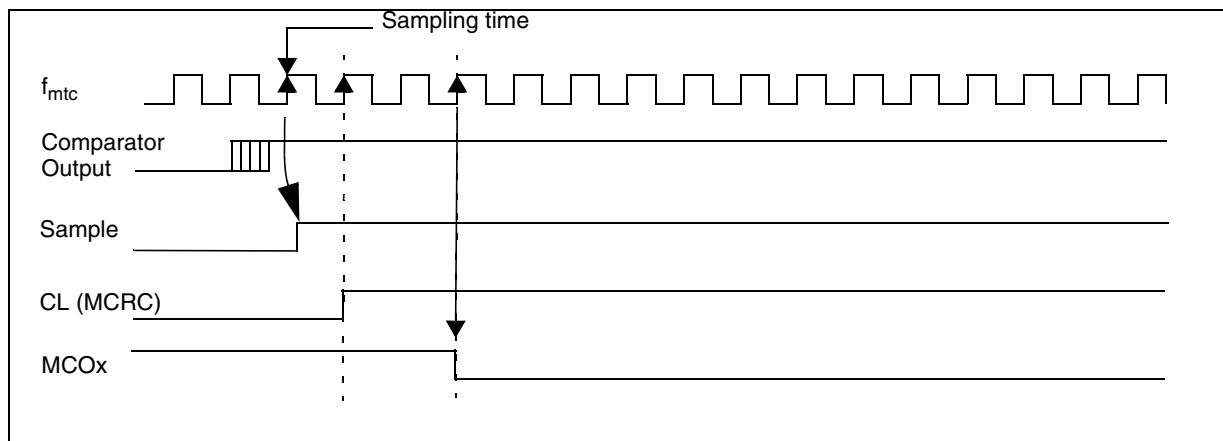 Sampling time
fmtc
Comparator
Output
Sample
CL (MCRC)
MCOx